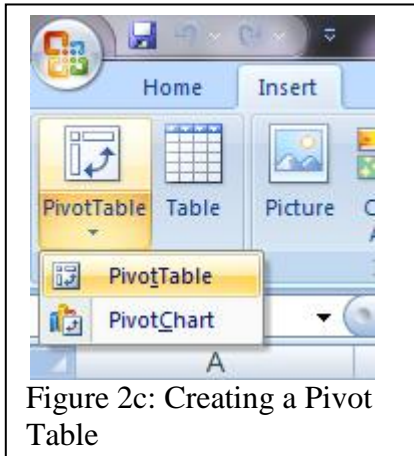 Home Insert
PivotTable Table Picture
PivotTable
PivotChart
A
Figure 2c: Creating a Pivot
Table